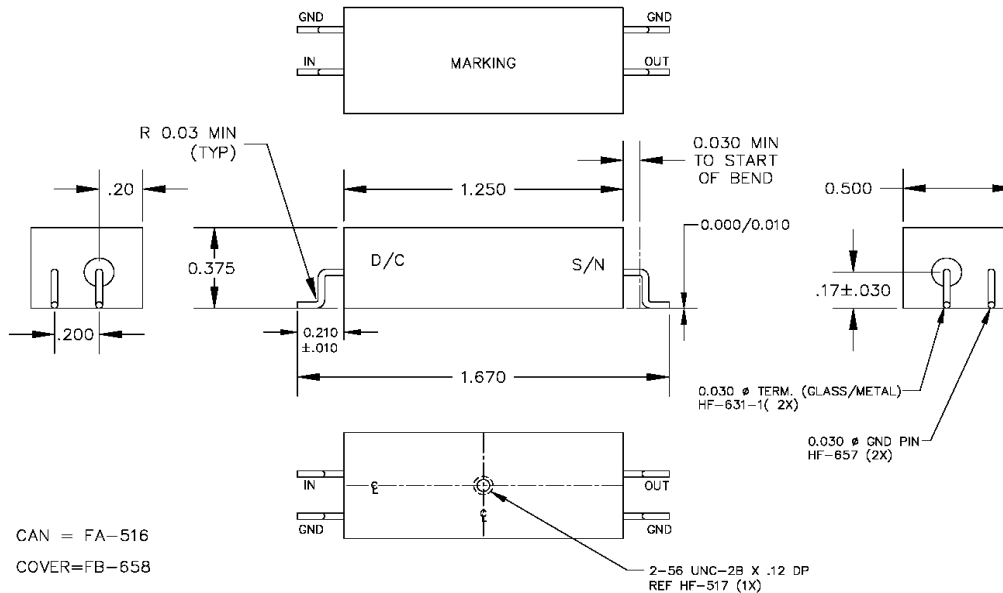 GND
GND
IN
OUT
MARKING
R 0.03 MIN
(TYP)
0.030 MIN
TO START
OF BEND
.20
1.250
0.500
0.000/0.010
D/C
S/N
0.375
.17±.030
.200
0.210
±.010
1.670
0.030 ø TERM. (GLASS/METAL)
HF-631-1( 2X)
0.030 ø GND PIN
HF-657 (2X)
IN
OUT
℄
℄
GND
GND
CAN = FA-516
COVER=FB-658
2-56 UNC-2B X .12 DP
REF HF-517 (1X)